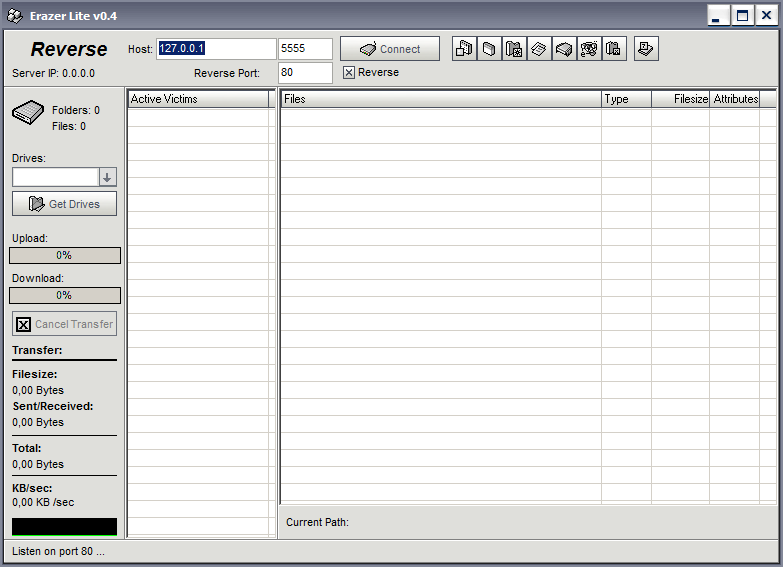 Erazer Lite v0.4
Reverse
Host: 127.0.0.1 5555 Connect
Server IP: 0.0.0.0
Reverse Port: 80 Reverse
Folders: 0
Files: 0
Drives:
Get Drives
Upload:
0%
Download:
0%
Cancel Transfer
Transfer:
Filesize:
0,00 Bytes
Sent/Received:
0,00 Bytes
Total:
0,00 Bytes
KB/sec:
0,00 KB /sec
Active Victims
Files Type Filesize Attributes
Current Path:
Listen on port 80 ...